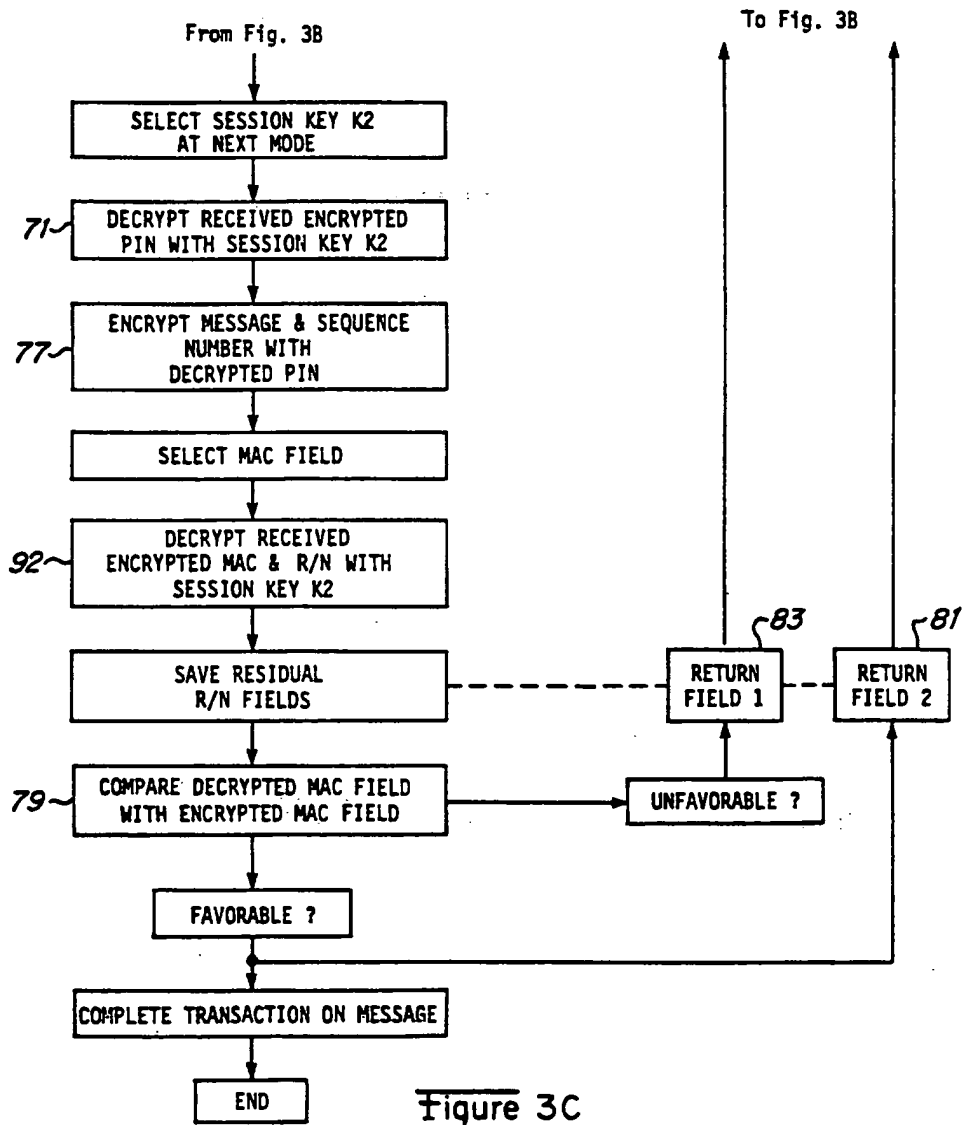 From Fig. 3B
To Fig. 3B
SELECT SESSION KEY K2
AT NEXT MODE
71
DECRYPT RECEIVED ENCRYPTED
PIN WITH SESSION KEY K2
77
ENCRYPT MESSAGE & SEQUENCE
NUMBER WITH
DECRYPTED PIN
SELECT MAC FIELD
92
DECRYPT RECEIVED
ENCRYPTED MAC & R/N WITH
SESSION KEY K2
SAVE RESIDUAL
R/N FIELDS
83
RETURN
FIELD 1
81
RETURN
FIELD 2
79
COMPARE DECRYPTED MAC FIELD
WITH ENCRYPTED MAC FIELD
UNFAVORABLE ?
FAVORABLE ?
COMPLETE TRANSACTION ON MESSAGE
END
Figure 3C